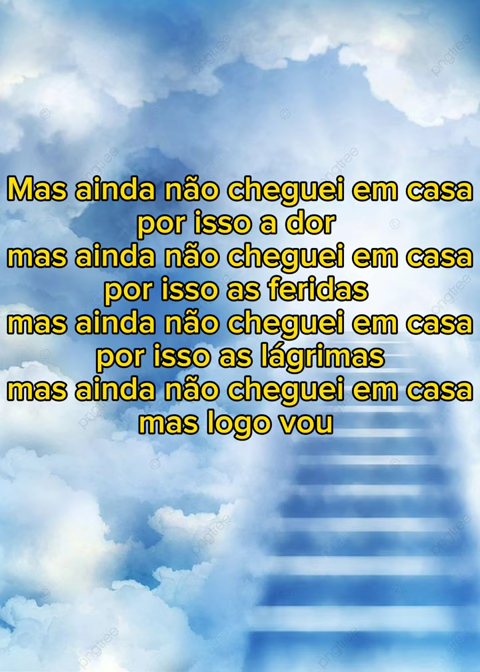 Mas ainda não cheguei em casa
por isso a dor
mas ainda não cheguei em casa
por isso as feridas
mas ainda não cheguei em casa
por isso as lágrimas
mas ainda não cheguei em casa
mas logo vou